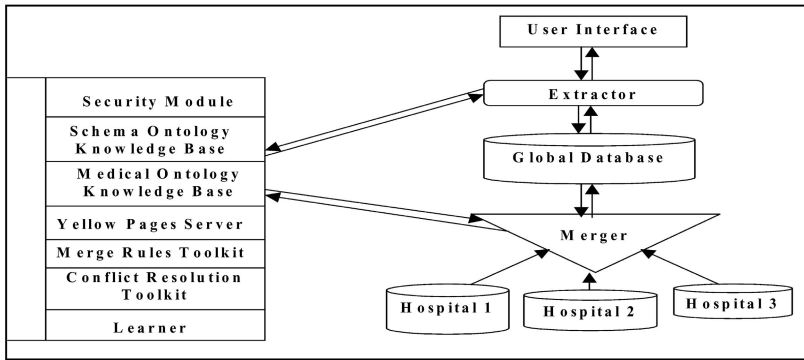 User Interface
Extractor
Global Database
Merger
Hospital 1
Hospital 2
Hospital 3
Security Module
Schema Ontology
Knowledge Base
Medical Ontology
Knowledge Base
Yellow Pages Server
Merge Rules Toolkit
Conflict Resolution
Toolkit
Learner